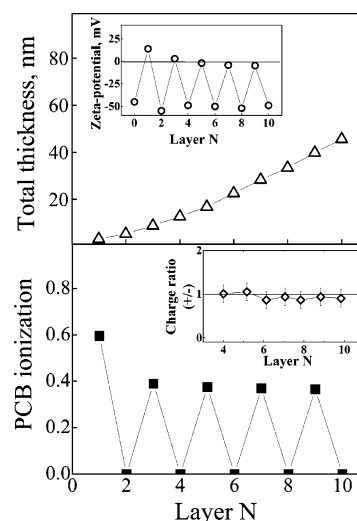 Total thickness, nm
80
60
40
20
Zeta-potential, mV
25
0
-25
-50
0 2 4 6 8 10
Layer N
PCB ionization
0.8
0.6
0.4
0.2
0.0
Charge ratio
(+/-)
2
1
0
4 6 8 10
Layer N
0 2 4 6 8 10
Layer N